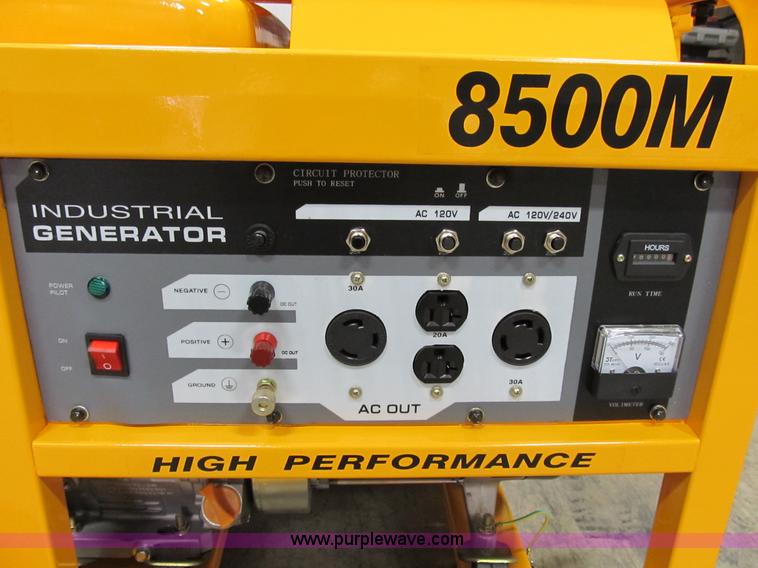 8500M
CIRCUIT PROTECTOR
PUSH TO RESET
ON OFF
INDUSTRIAL
GENERATOR
AC 120V
AC 120V/240V
HOURS
RUN TIME
POWER
PILOT
NEGATIVE −
DC OUT
30A
ON
OFF
POSITIVE +
DC OUT
20A
V
GROUND
30A
AC OUT
VOLIMETER
HIGH PERFORMANCE
www.purplewave.com